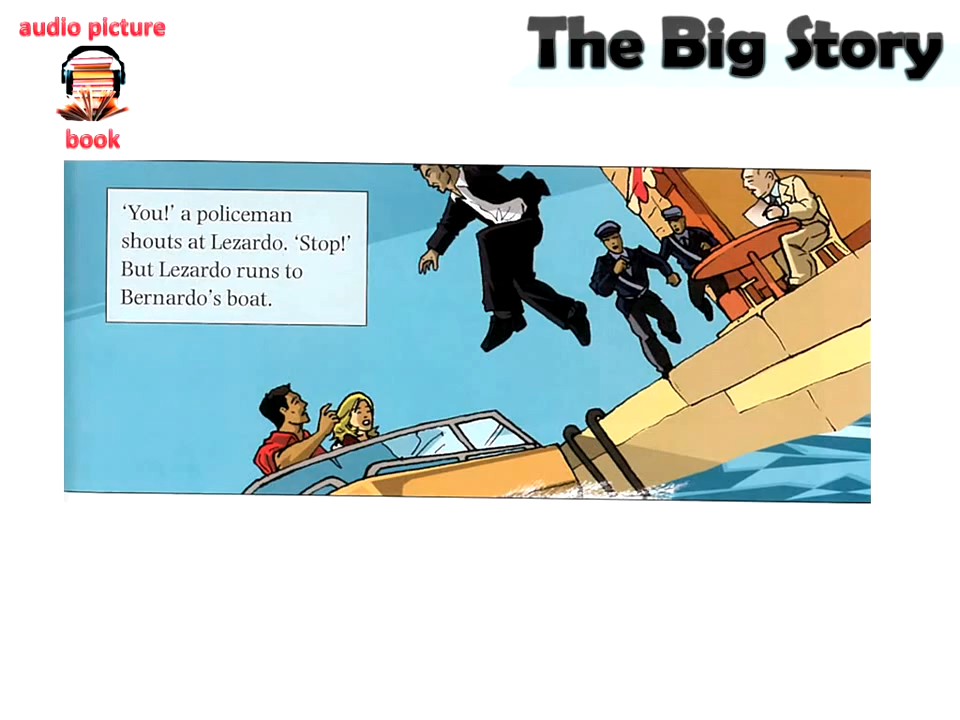 audio picture
book
The Big Story
‘You!’ a policeman
shouts at Lezardo. ‘Stop!’
But Lezardo runs to
Bernardo’s boat.